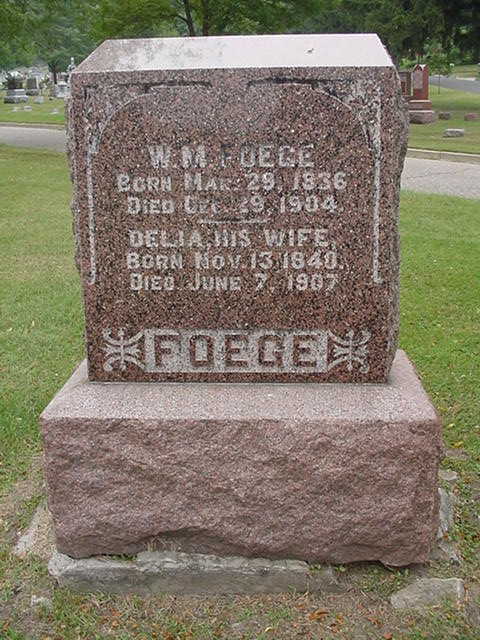 WM. FOEGE
BORN MAR. 29, 1836
DIED DEC. 29, 1904.
DELIA, HIS WIFE,
BORN NOV. 13, 1840.
DIED JUNE 7, 1907
FOEGE